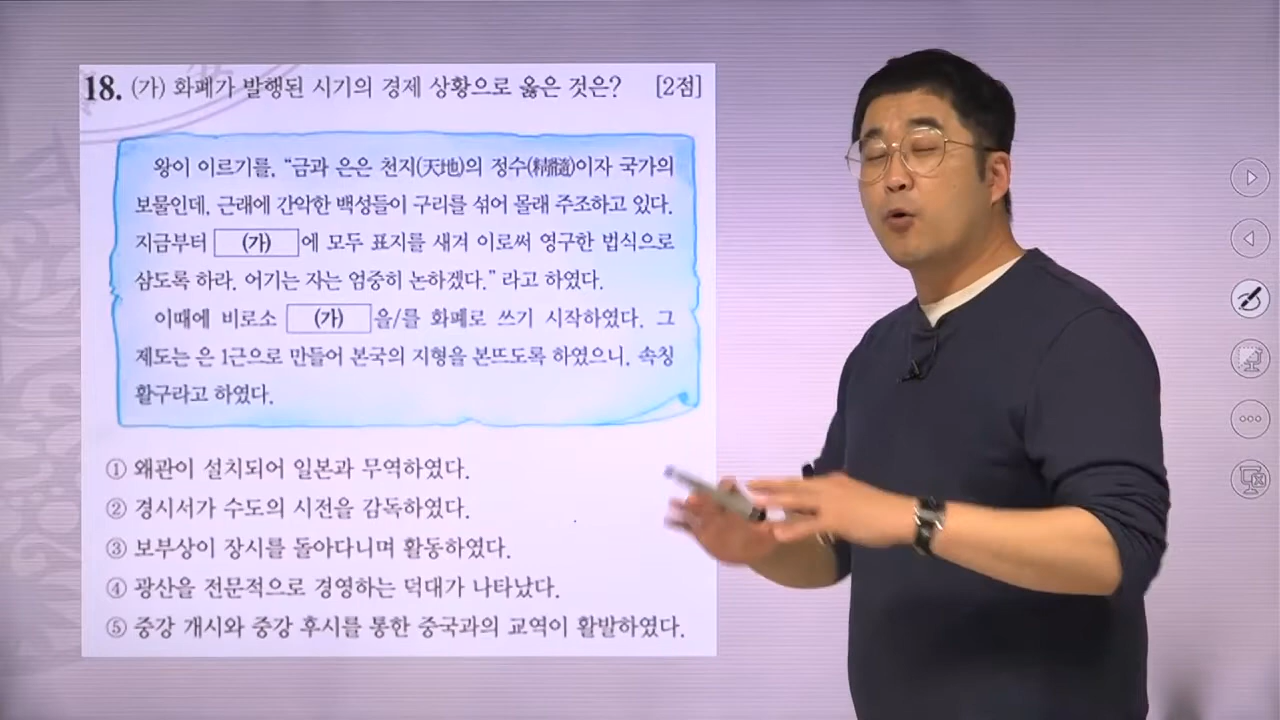 18. (가) 화폐가 발행된 시기의 경제 상황으로 옳은 것은? [2점]
왕이 이르기를, “금과 은은 천지(天地)의 정수(精髓)이자 국가의
보물인데, 근래에 간악한 백성들이 구리를 섞어 몰래 주조하고 있다.
지금부터 (가) 에 모두 표지를 새겨 이로써 영구한 법식으로
삼도록 하라. 어기는 자는 엄중히 논하겠다.”라고 하였다.
이때에 비로소 (가) 을/를 화폐로 쓰기 시작하였다. 그
제도는 은 1근으로 만들어 본국의 지형을 본뜨도록 하였으니, 속칭
활구라고 하였다.
① 왜관이 설치되어 일본과 무역하였다.
② 경시서가 수도의 시전을 감독하였다.
③ 보부상이 장시를 돌아다니며 활동하였다.
④ 광산을 전문적으로 경영하는 덕대가 나타났다.
⑤ 중강 개시와 중강 후시를 통한 중국과의 교역이 활발하였다.